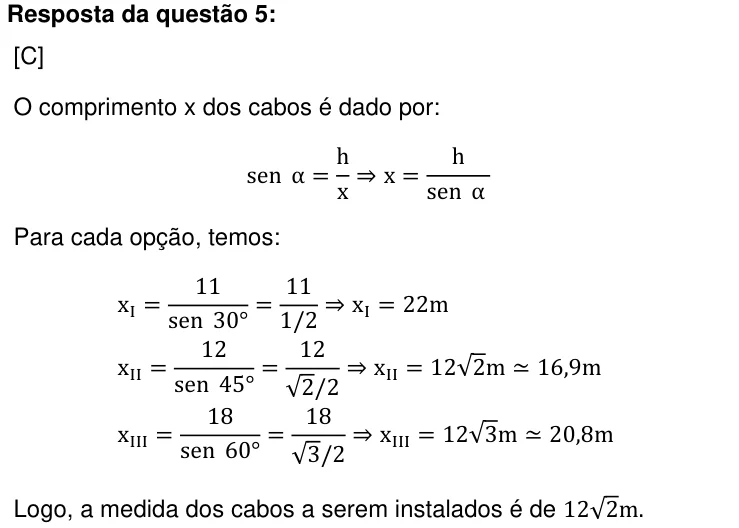 Resposta da questão 5:
[C]
O comprimento x dos cabos é dado por:
sen α = h/x ⇒ x = h/sen α
Para cada opção, temos:
x_I = 11/sen 30° = 11/(1/2) ⇒ x_I = 22m
x_II = 12/sen 45° = 12/(√2/2) ⇒ x_II = 12√2m ≃ 16,9m
x_III = 18/sen 60° = 18/(√3/2) ⇒ x_III = 12√3m ≃ 20,8m
Logo, a medida dos cabos a serem instalados é de 12√2m.